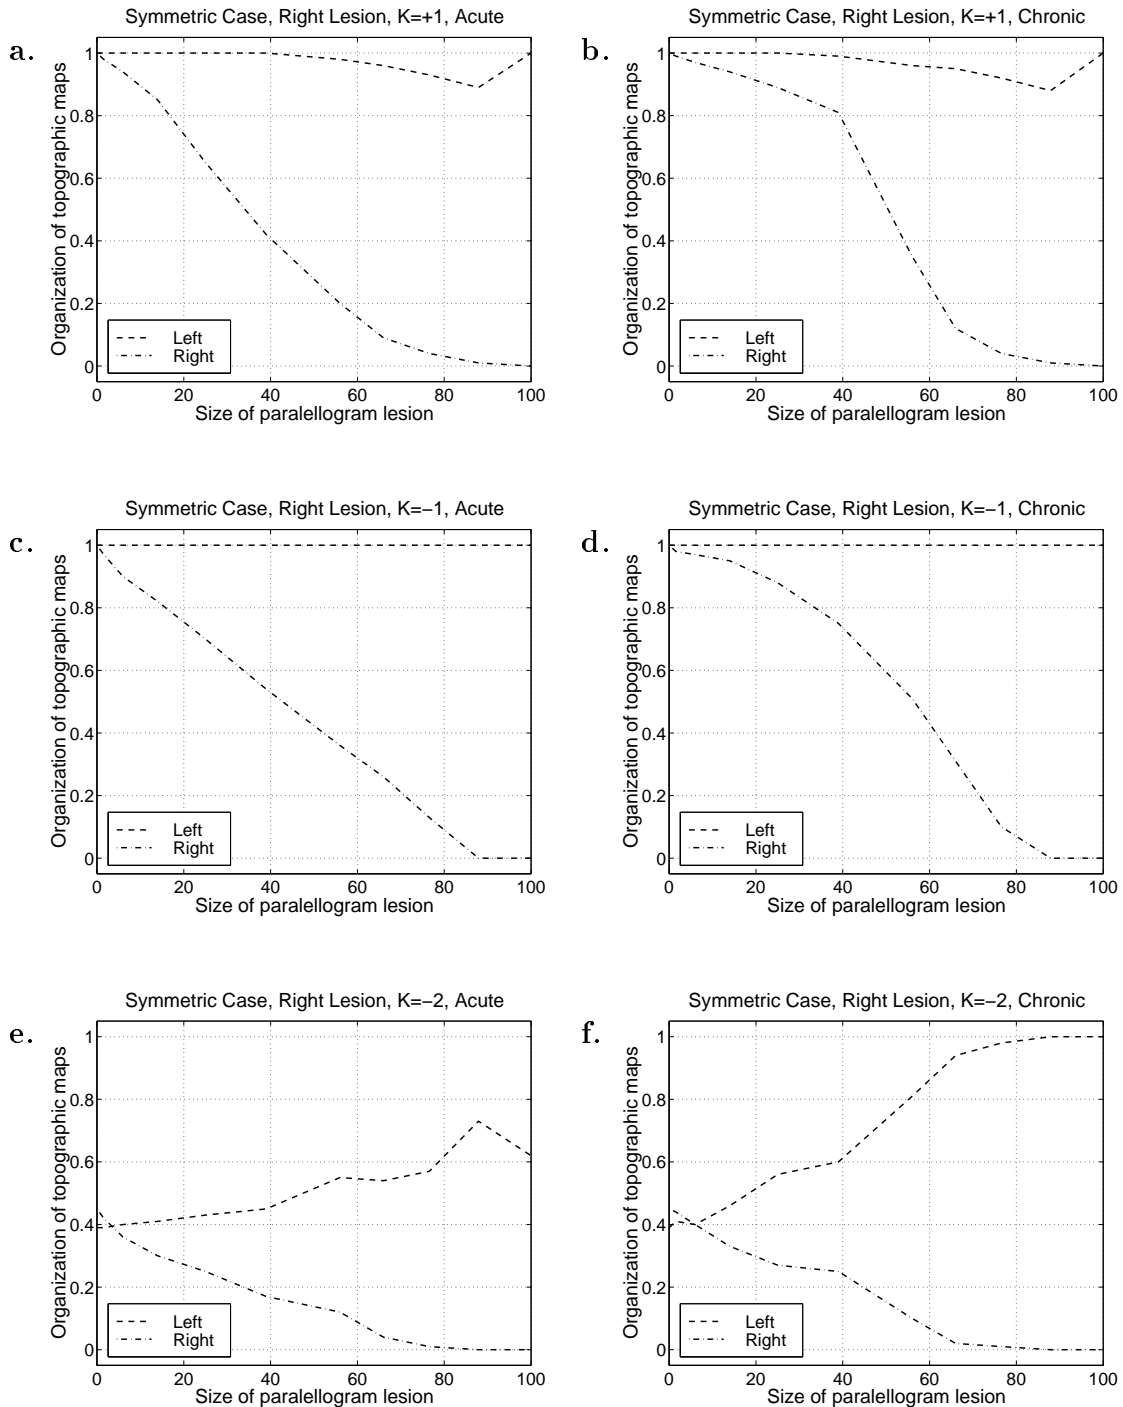 Symmetric Case, Right Lesion, K=+1, Acute
a.
Organization of topographic maps
1
0.8
0.6
0.4
0.2
0
Left
Right
0 20 40 60 80 100
Size of paralellogram lesion
Symmetric Case, Right Lesion, K=+1, Chronic
b.
Organization of topographic maps
1
0.8
0.6
0.4
0.2
0
Left
Right
0 20 40 60 80 100
Size of paralellogram lesion
Symmetric Case, Right Lesion, K=−1, Acute
c.
Organization of topographic maps
1
0.8
0.6
0.4
0.2
0
Left
Right
0 20 40 60 80 100
Size of paralellogram lesion
Symmetric Case, Right Lesion, K=−1, Chronic
d.
Organization of topographic maps
1
0.8
0.6
0.4
0.2
0
Left
Right
0 20 40 60 80 100
Size of paralellogram lesion
Symmetric Case, Right Lesion, K=−2, Acute
e.
Organization of topographic maps
1
0.8
0.6
0.4
0.2
0
Left
Right
0 20 40 60 80 100
Size of paralellogram lesion
Symmetric Case, Right Lesion, K=−2, Chronic
f.
Organization of topographic maps
1
0.8
0.6
0.4
0.2
0
Left
Right
0 20 40 60 80 100
Size of paralellogram lesion